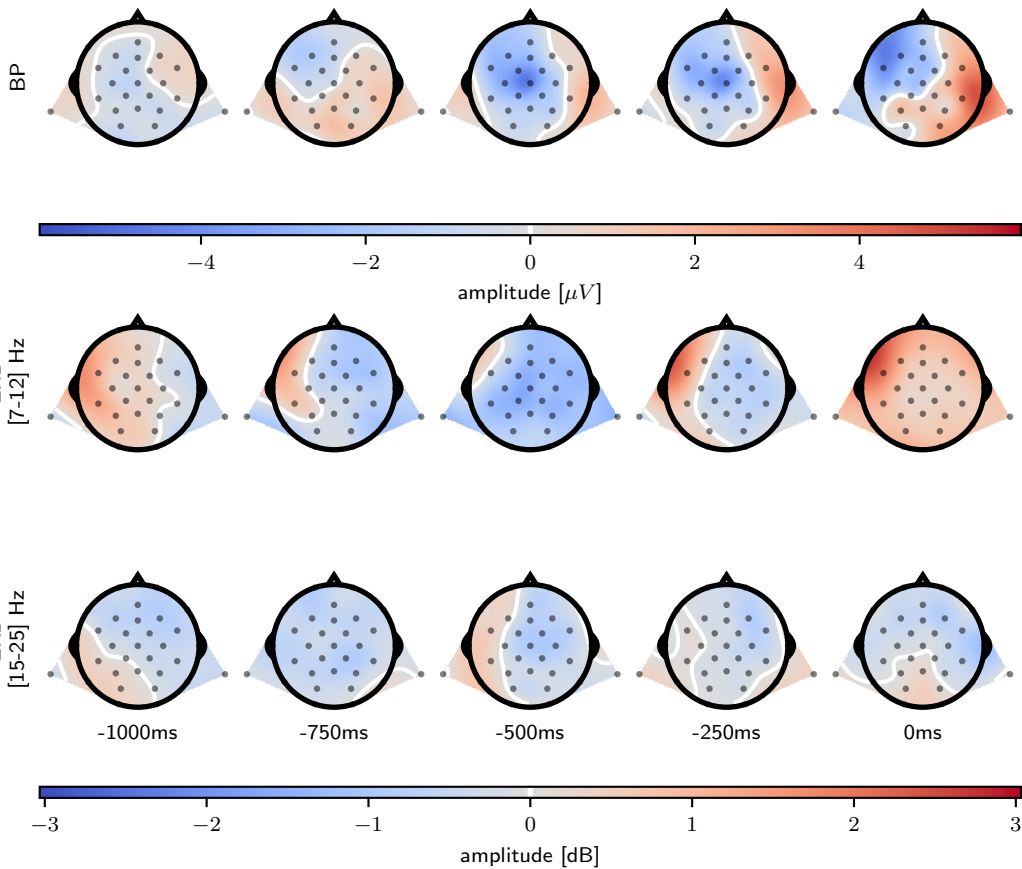 BP
−4 −2 0 2 4
amplitude [μV]
[7-12] Hz
[15-25] Hz
-1000ms -750ms -500ms -250ms 0ms
−3 −2 −1 0 1 2 3
amplitude [dB]